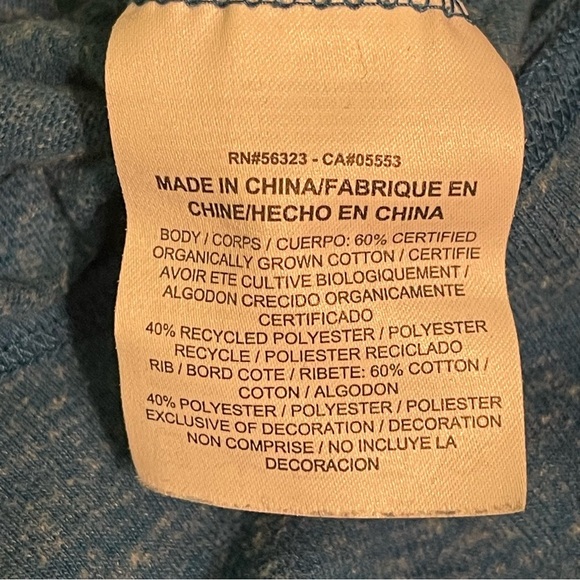 RN#56323 - CA#05553
MADE IN CHINA/FABRIQUE EN
CHINE/HECHO EN CHINA
BODY / CORPS / CUERPO: 60% CERTIFIED
ORGANICALLY GROWN COTTON / CERTIFIE
AVOIR ETE CULTIVE BIOLOGIQUEMENT /
ALGODON CRECIDO ORGANICAMENTE
CERTIFICADO
40% RECYCLED POLYESTER / POLYESTER
RECYCLE / POLIESTER RECICLADO
RIB / BORD COTE / RIBETE: 60% COTTON /
COTON / ALGODON
40% POLYESTER / POLYESTER / POLIESTER
EXCLUSIVE OF DECORATION / DECORATION
NON COMPRISE / NO INCLUYE LA
DECORACION